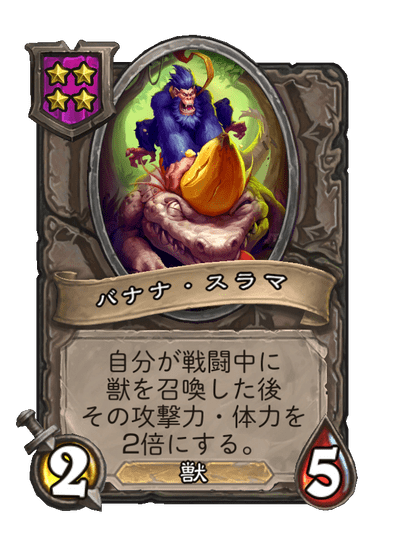 バナナ・スラマ
自分が戦闘中に
獣を召喚した後
その攻撃力・体力を
2倍にする。
獣
2
5